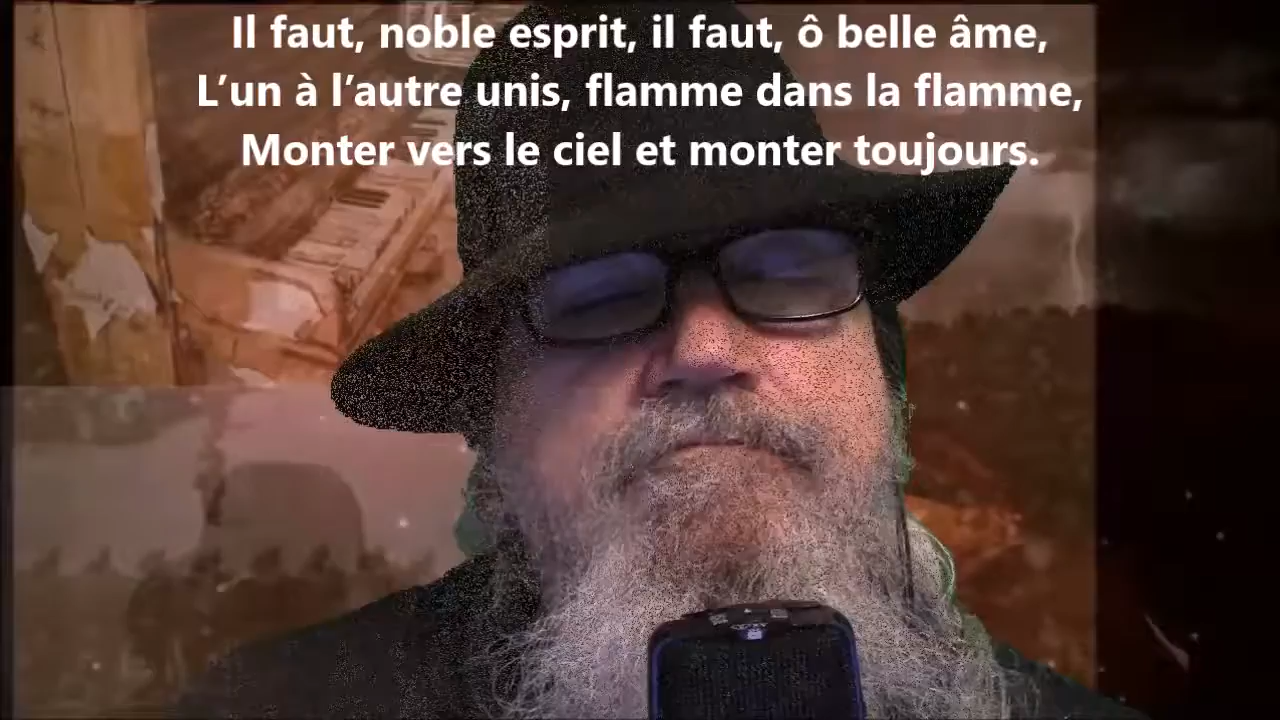 Il faut, noble esprit, il faut, ô belle âme,
L’un à l’autre unis, flamme dans la flamme,
Monter vers le ciel et monter toujours.